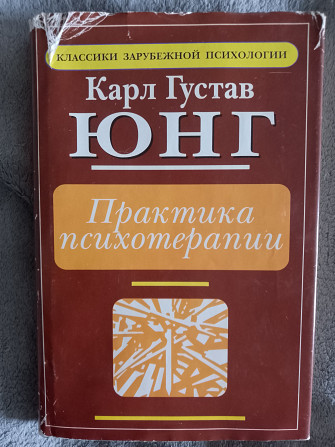 КЛАССИКИ ЗАРУБЕЖНОЙ ПСИХОЛОГИИ
Карл Густав
ЮНГ
Практика
психотерапии